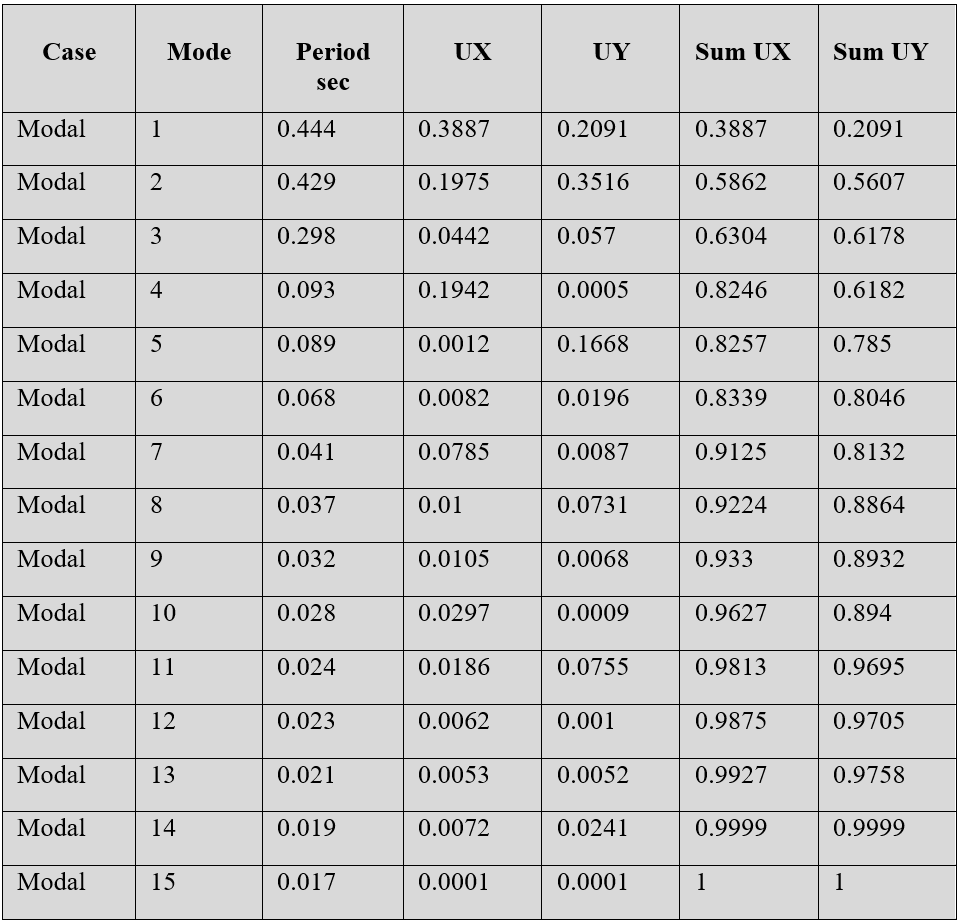 Case Mode Period sec UX UY Sum UX Sum UY
Modal 1 0.444 0.3887 0.2091 0.3887 0.2091
Modal 2 0.429 0.1975 0.3516 0.5862 0.5607
Modal 3 0.298 0.0442 0.057 0.6304 0.6178
Modal 4 0.093 0.1942 0.0005 0.8246 0.6182
Modal 5 0.089 0.0012 0.1668 0.8257 0.785
Modal 6 0.068 0.0082 0.0196 0.8339 0.8046
Modal 7 0.041 0.0785 0.0087 0.9125 0.8132
Modal 8 0.037 0.01 0.0731 0.9224 0.8864
Modal 9 0.032 0.0105 0.0068 0.933 0.8932
Modal 10 0.028 0.0297 0.0009 0.9627 0.894
Modal 11 0.024 0.0186 0.0755 0.9813 0.9695
Modal 12 0.023 0.0062 0.001 0.9875 0.9705
Modal 13 0.021 0.0053 0.0052 0.9927 0.9758
Modal 14 0.019 0.0072 0.0241 0.9999 0.9999
Modal 15 0.017 0.0001 0.0001 1 1